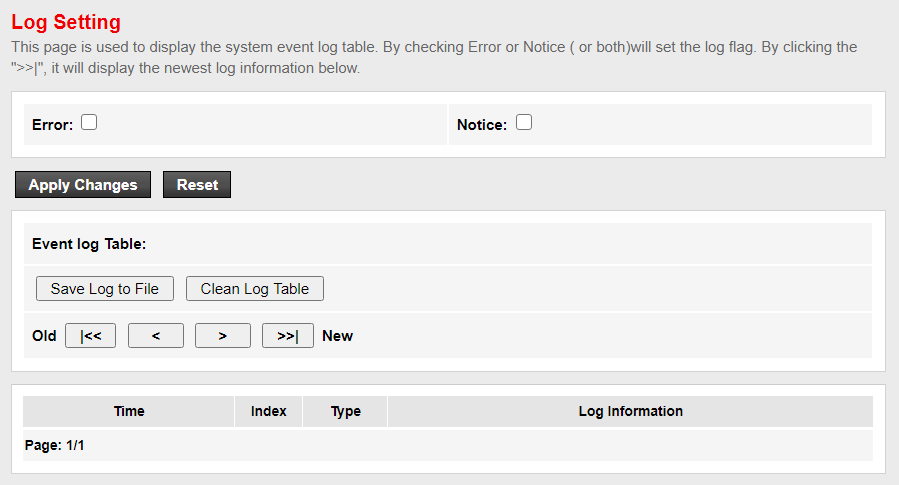 Log Setting
This page is used to display the system event log table. By checking Error or Notice ( or both)will set the log flag. By clicking the
">>|", it will display the newest log information below.
Error:
Notice:
Apply Changes Reset
Event log Table:
Save Log to File Clean Log Table
Old |<< < > >>| New
Time Index Type Log Information
Page: 1/1